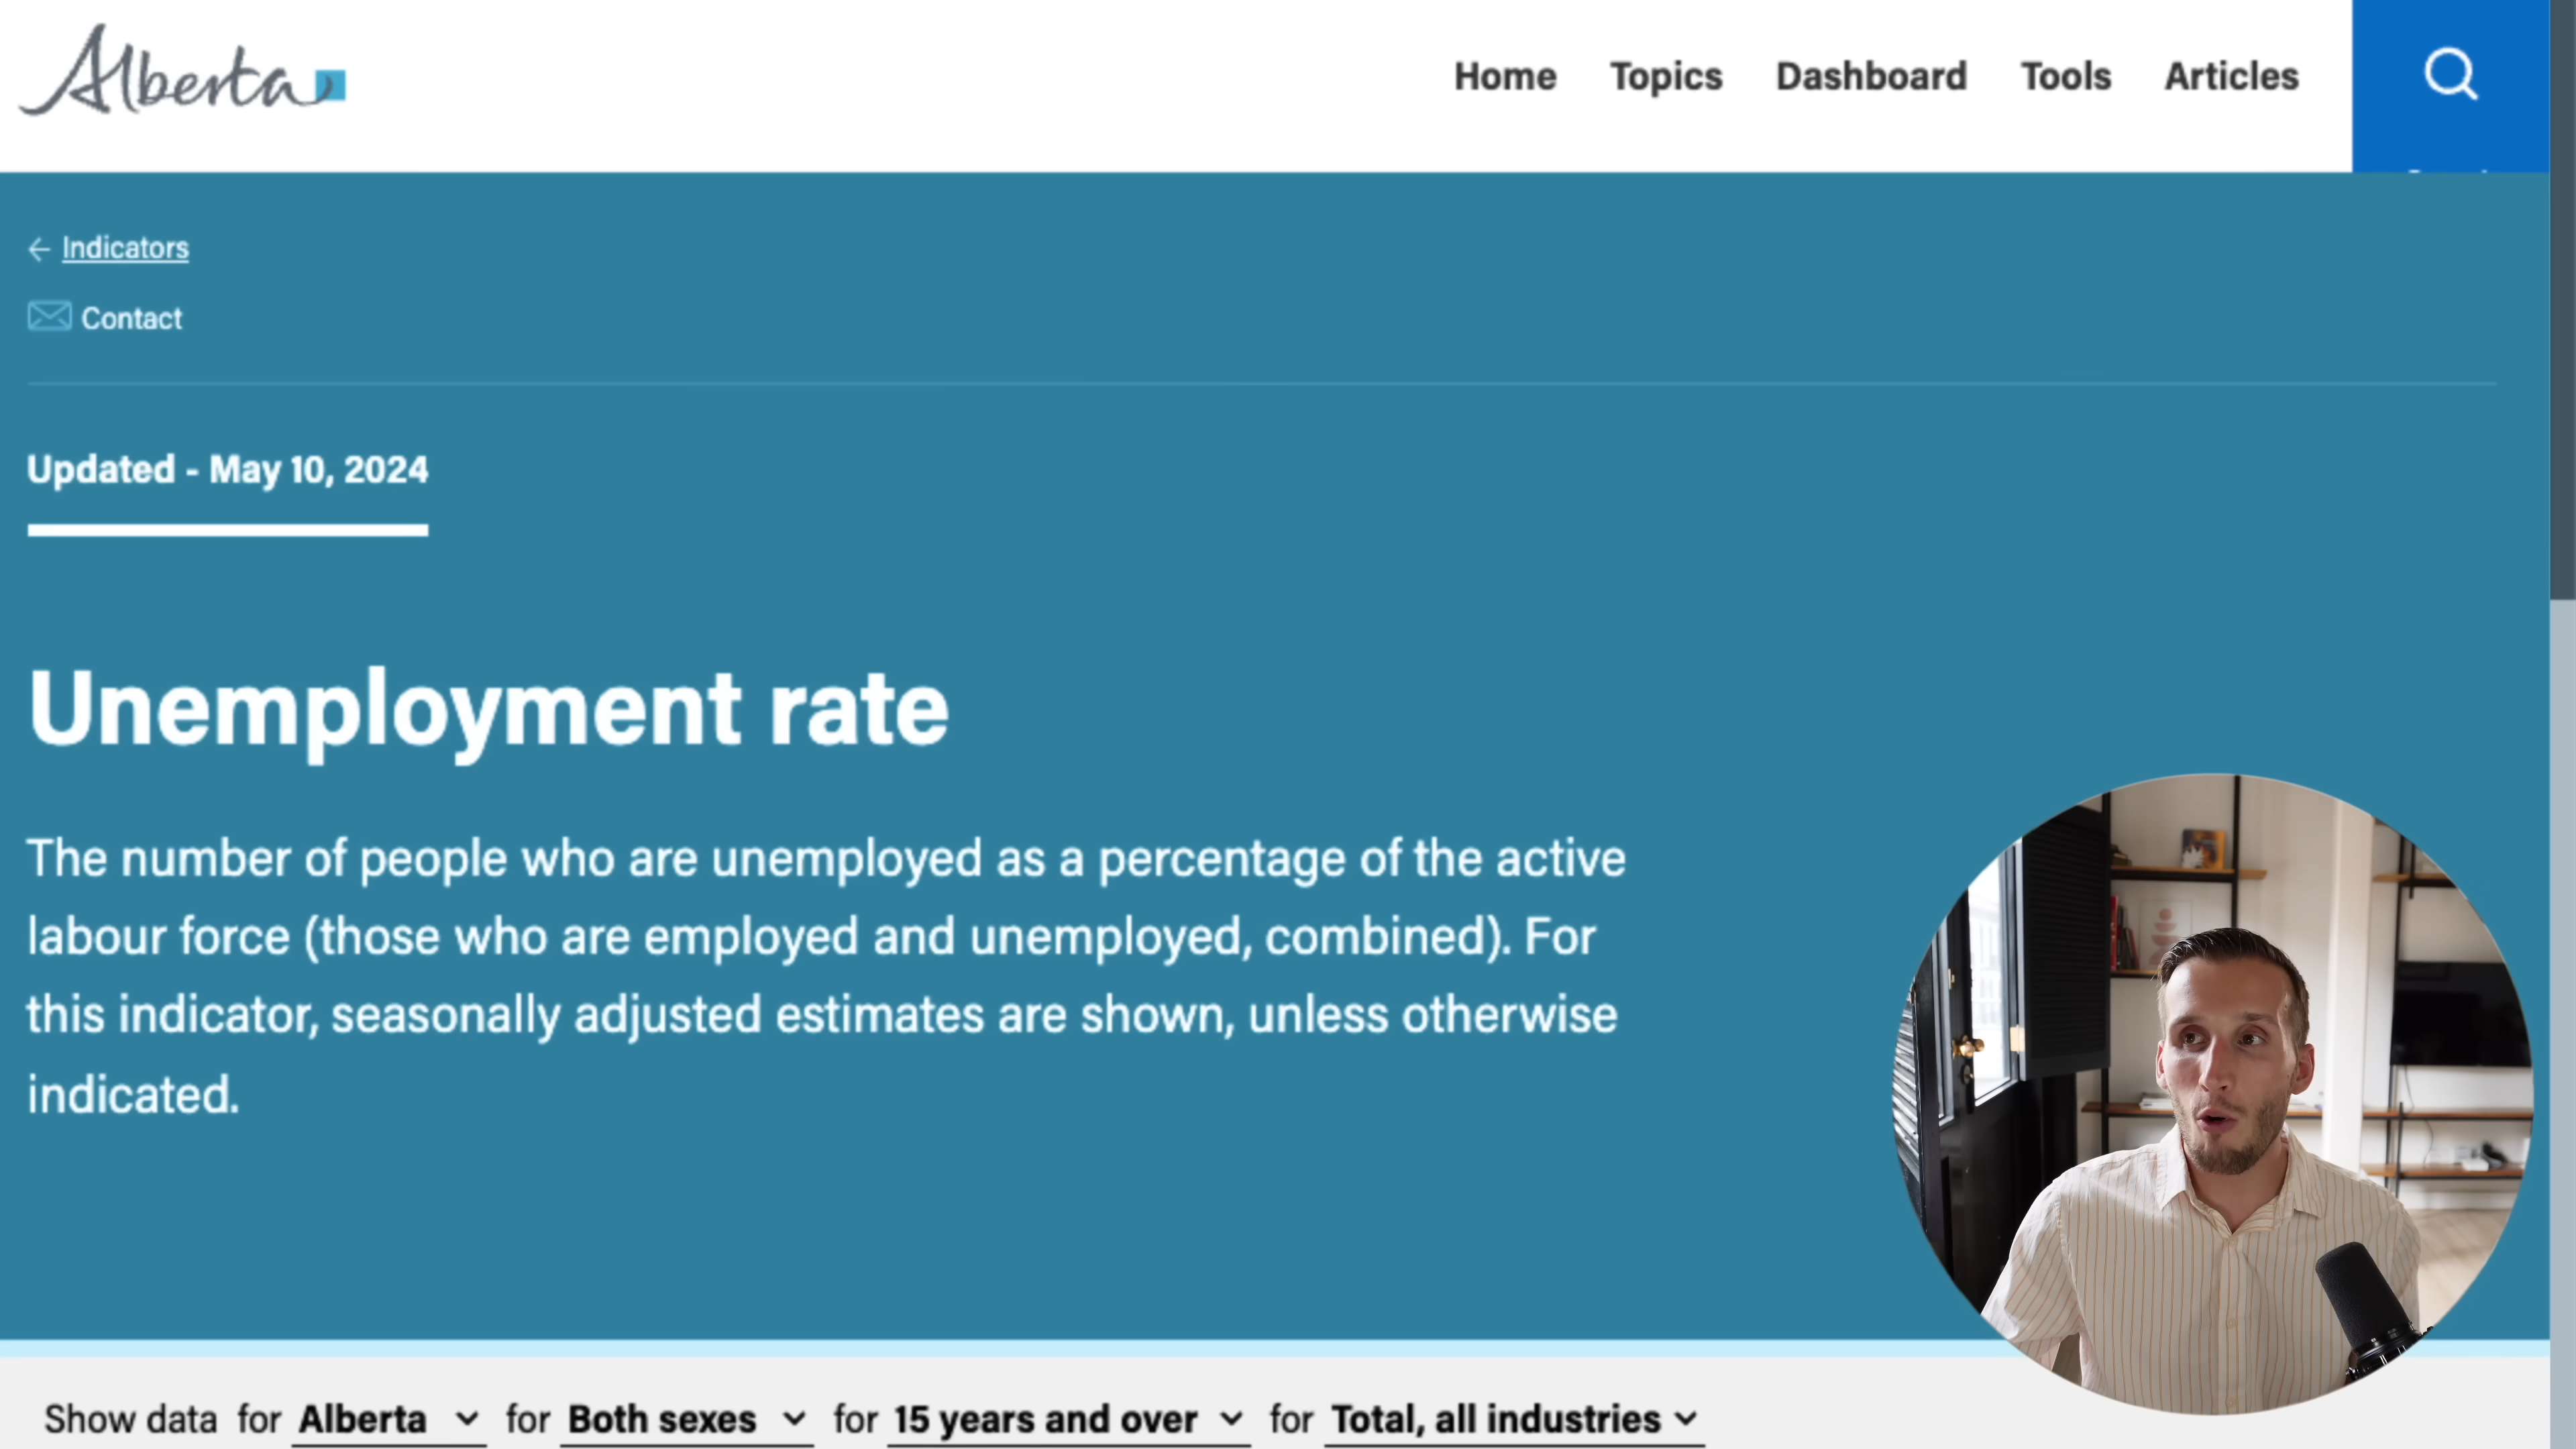 Alberta
Home Topics Dashboard Tools Articles
Indicators
Contact
Updated - May 10, 2024
Unemployment rate
The number of people who are unemployed as a percentage of the active
labour force (those who are employed and unemployed, combined). For
this indicator, seasonally adjusted estimates are shown, unless otherwise
indicated.
Show data for Alberta for Both sexes for 15 years and over for Total, all industries